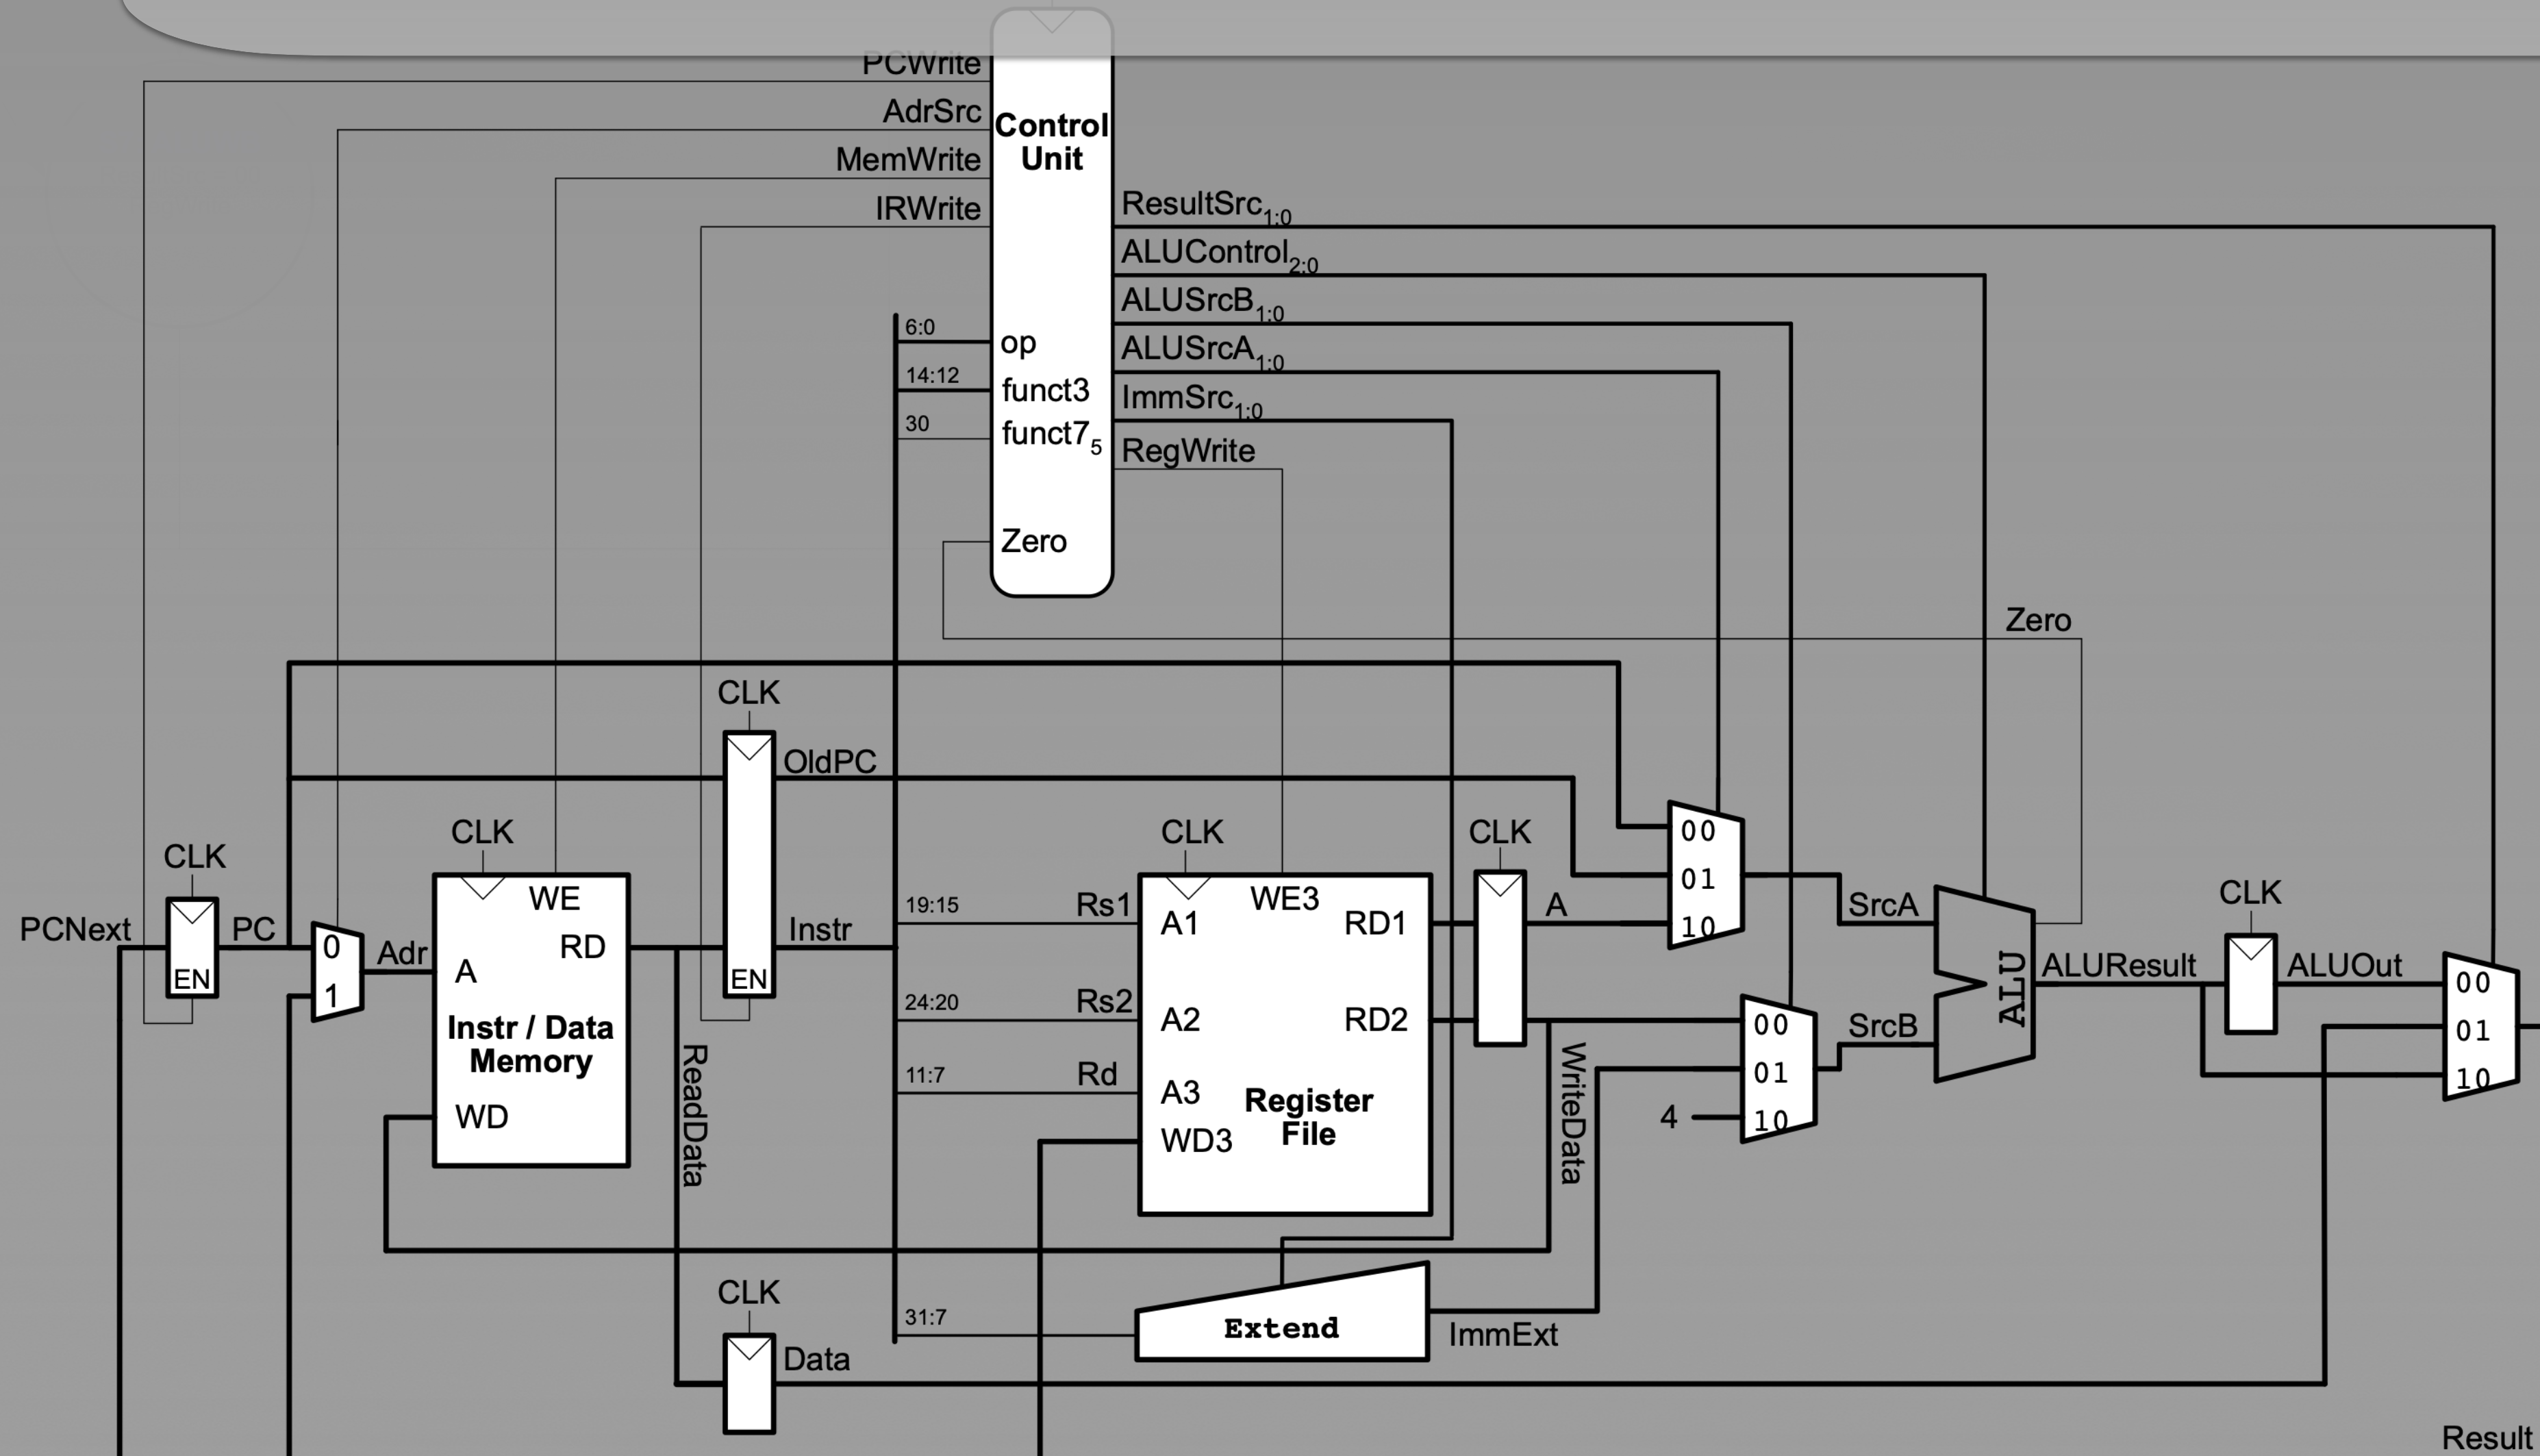 PCWrite
AdrSrc
MemWrite
IRWrite
Control
Unit
ResultSrc1:0
ALUControl2:0
ALUSrcB1:0
ALUSrcA1:0
ImmSrc1:0
RegWrite
6:0
op
14:12
funct3
30
funct75
Zero
Zero
CLK
OldPC
CLK
CLK
CLK
CLK
CLK
PCNext
EN
PC
0
1
Adr
WE
RD
A
Instr / Data
Memory
WD
EN
Instr
ReadData
19:15
Rs1
24:20
Rs2
11:7
Rd
A1
WE3
RD1
A2
RD2
A3
Register
File
WD3
A
WriteData
00
01
10
00
01
4
10
SrcA
SrcB
ALU
ALUResult
ALUOut
00
01
10
31:7
Extend
ImmExt
CLK
Data
Result